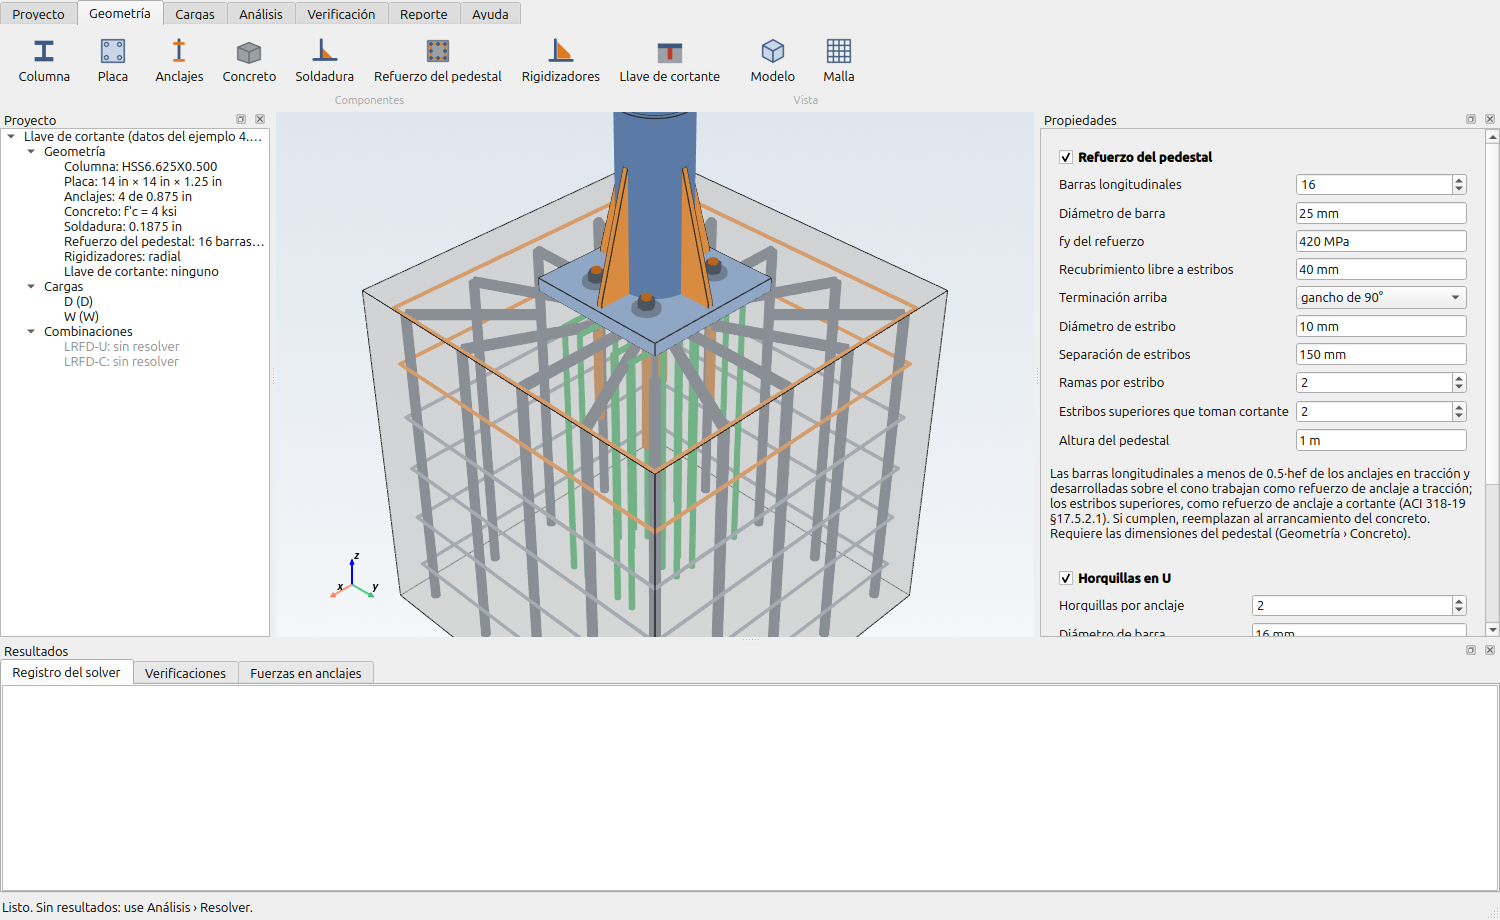 Proyecto
Geometría
Cargas
Análisis
Verificación
Reporte
Ayuda
Columna
Placa
Anclajes
Concreto
Soldadura
Refuerzo del pedestal
Rigidizadores
Llave de cortante
Modelo
Malla
Componentes
Vista
Proyecto
Llave de cortante (datos del ejemplo 4....
Geometría
Columna: HSS6.625X0.500
Placa: 14 in × 14 in × 1.25 in
Anclajes: 4 de 0.875 in
Concreto: f'c = 4 ksi
Soldadura: 0.1875 in
Refuerzo del pedestal: 16 barras...
Rigidizadores: radial
Llave de cortante: ninguno
Cargas
D (D)
W (W)
Combinaciones
LRFD-U: sin resolver
LRFD-C: sin resolver
z
x
y
Propiedades
Refuerzo del pedestal
Barras longitudinales 16
Diámetro de barra 25 mm
fy del refuerzo 420 MPa
Recubrimiento libre a estribos 40 mm
Terminación arriba gancho de 90°
Diámetro de estribo 10 mm
Separación de estribos 150 mm
Ramas por estribo 2
Estribos superiores que toman cortante 2
Altura del pedestal 1 m
Las barras longitudinales a menos de 0.5·hef de los anclajes en tracción y
desarrolladas sobre el cono trabajan como refuerzo de anclaje a tracción;
los estribos superiores, como refuerzo de anclaje a cortante (ACI 318-19
§17.5.2.1). Si cumplen, reemplazan al arrancamiento del concreto.
Requiere las dimensiones del pedestal (Geometría › Concreto).
Horquillas en U
Horquillas por anclaje 2
Diámetro de barra 16 mm
Resultados
Registro del solver
Verificaciones
Fuerzas en anclajes
Listo. Sin resultados: use Análisis › Resolver.